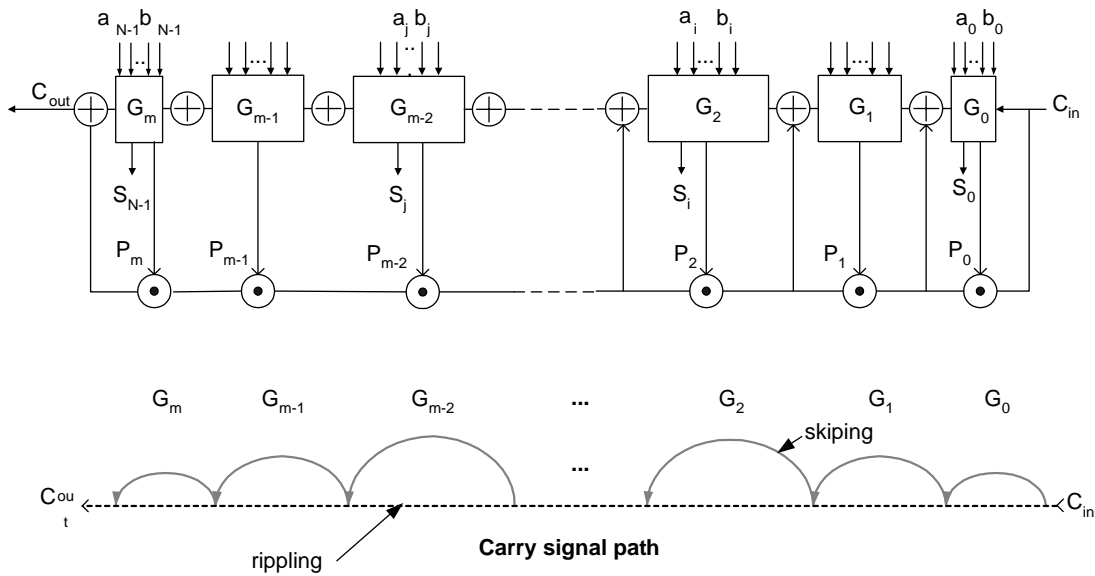 a N-1 b N-1 a j b j a i b i a 0 b 0
... ... ... ... ... ...
C out G m G m-1 G m-2 G 2 G 1 G 0 C in
S N-1 S j S i S 0
P m P m-1 P m-2 P 2 P 1 P 0
G m G m-1 G m-2 ... G 2 G 1 G 0
skiping
...
C ou t C in
rippling
Carry signal path